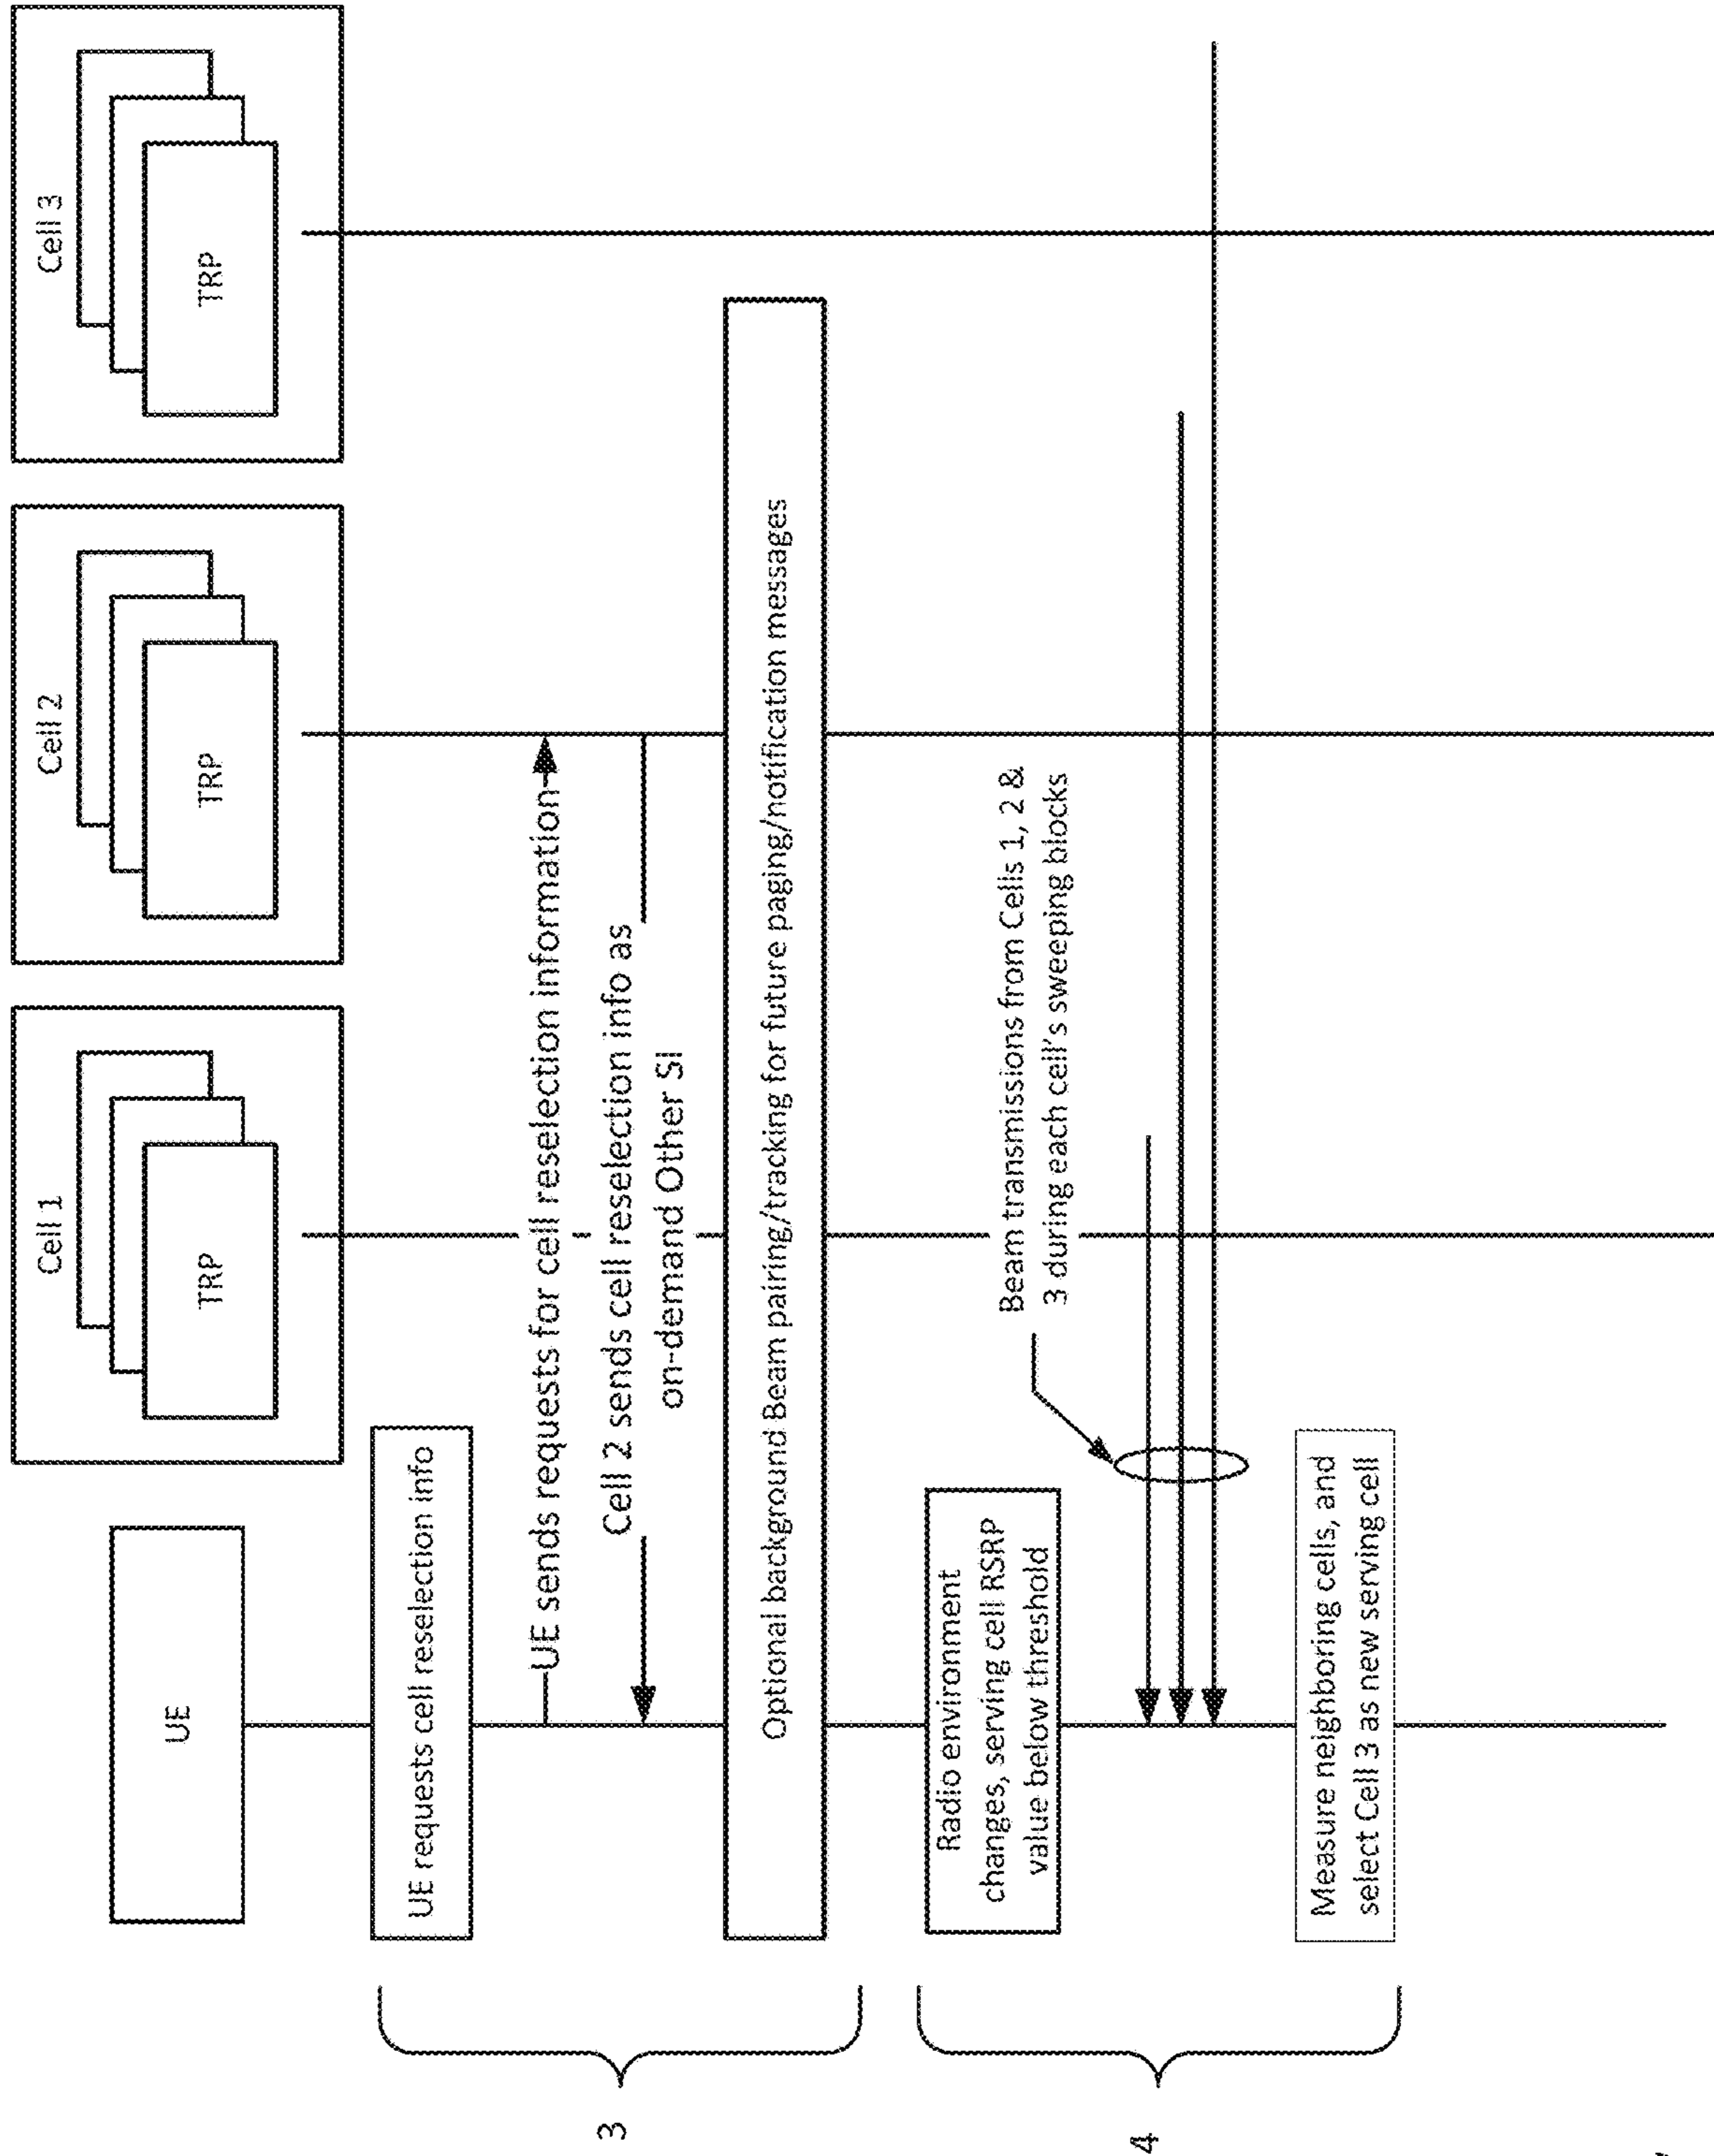 UE
Cell 1
TRP
Cell 2
TRP
Cell 3
TRP
3
UE requests cell reselection info
UE sends requests for cell reselection information
Cell 2 sends cell reselection info as
on-demand Other SI
Optional background Beam pairing/tracking for future paging/notification messages
4
Radio environment
changes, serving cell RSRP
value below threshold
Beam transmissions from Cells 1, 2 &
3 during each cell's sweeping blocks
Measure neighboring cells, and
select Cell 3 as new serving cell